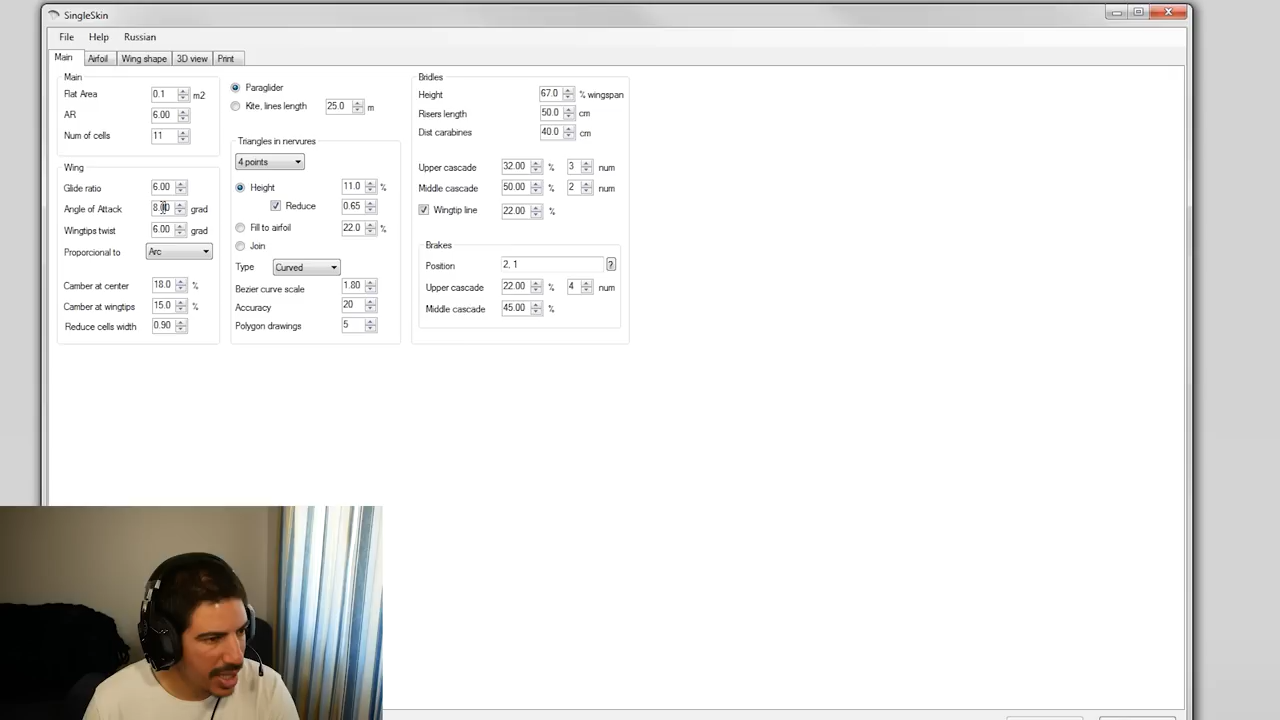 SingleSkin
File Help Russian
Main Airfoil Wing shape 3D view Print
Main
Flat Area 0.1 m2
AR 6.00
Num of cells 11
Wing
Glide ratio 6.00
Angle of Attack grad
Wingtips twist 6.00 grad
Proporcional to Arc
Camber at center 18.0 %
Camber at wingtips 15.0 %
Reduce cells width 0.90
Paraglider
Kite, lines length 25.0 m
Triangles in nervures
4 points
Height 11.0 %
Reduce 0.65
Fill to airfoil 22.0 %
Join
Type Curved
Bezier curve scale 1.80
Accuracy 20
Polygon drawings 5
Bridles
Height 67.0 % wingspan
Risers length 50.0 cm
Dist carabines 40.0 cm
Upper cascade 32.00 % 3 num
Middle cascade 50.00 % 2 num
Wingtip line 22.00 %
Brakes
Position 2, 1 ?
Upper cascade 22.00 % 4 num
Middle cascade 45.00 %